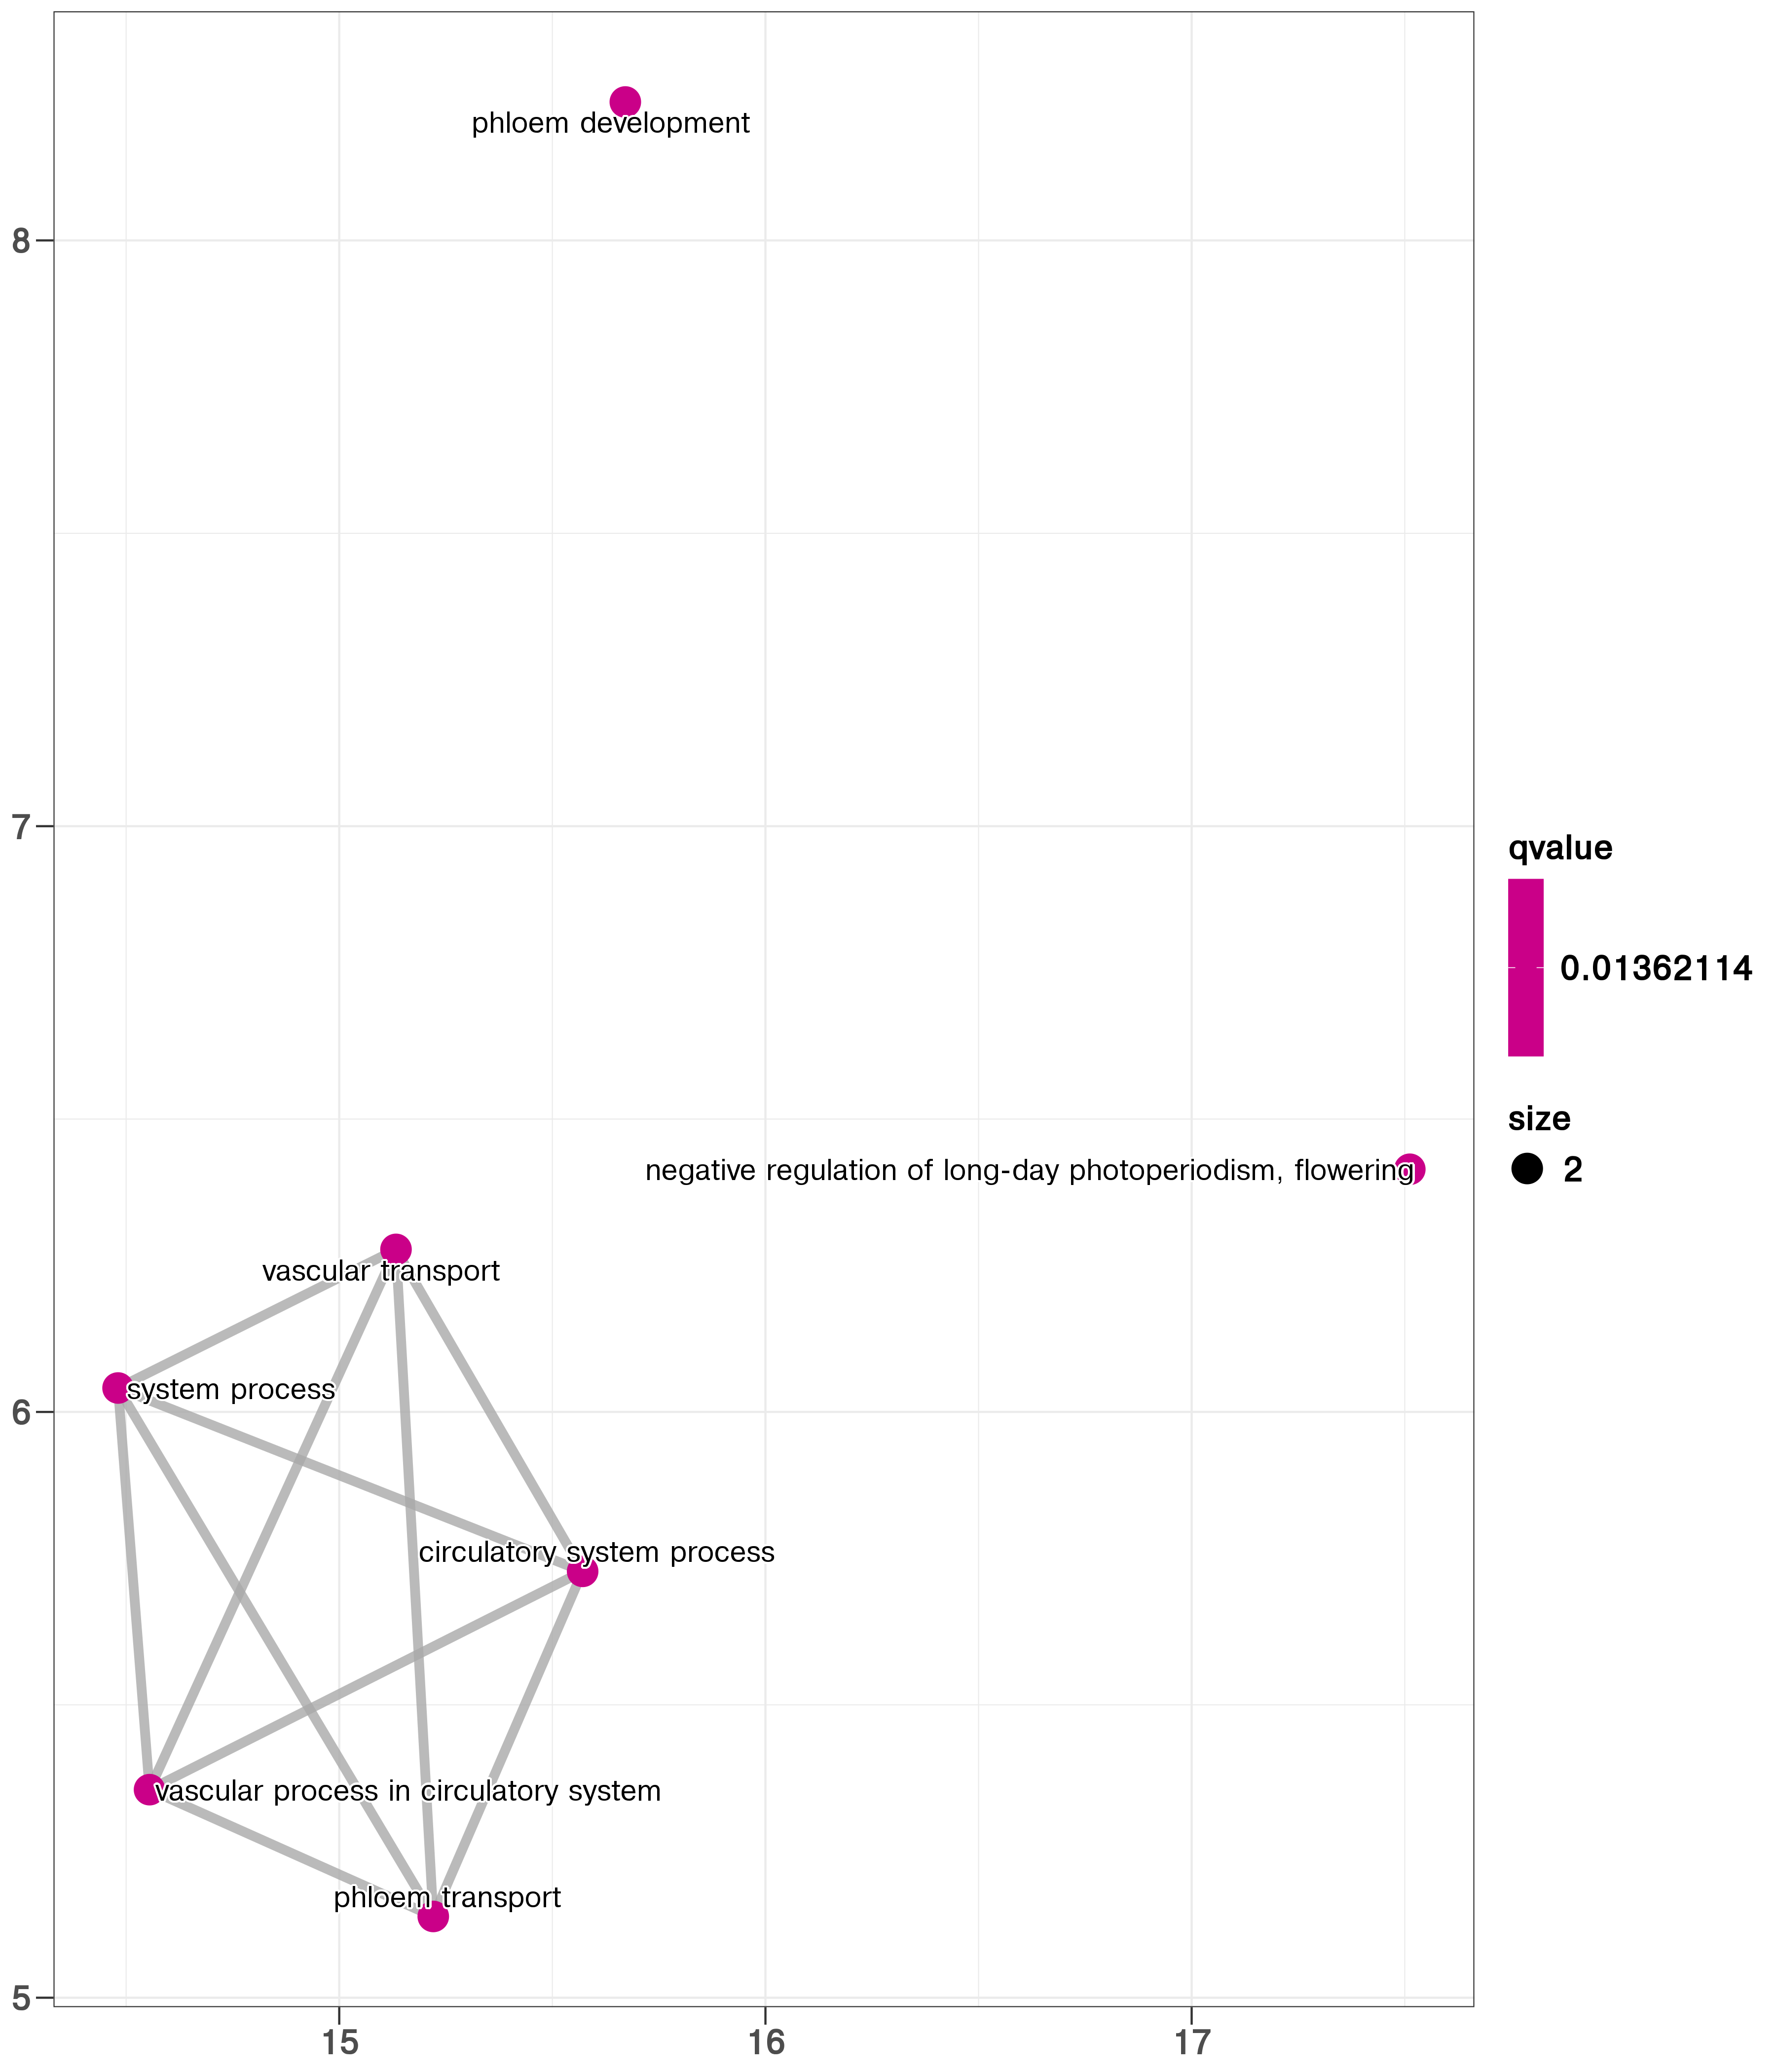 phloem development
8
7
qvalue
0.01362114
size
2
negative regulation of long-day photoperiodism, flowering
vascular transport
system process
6
circulatory system process
vascular process in circulatory system
phloem transport
5
15
16
17